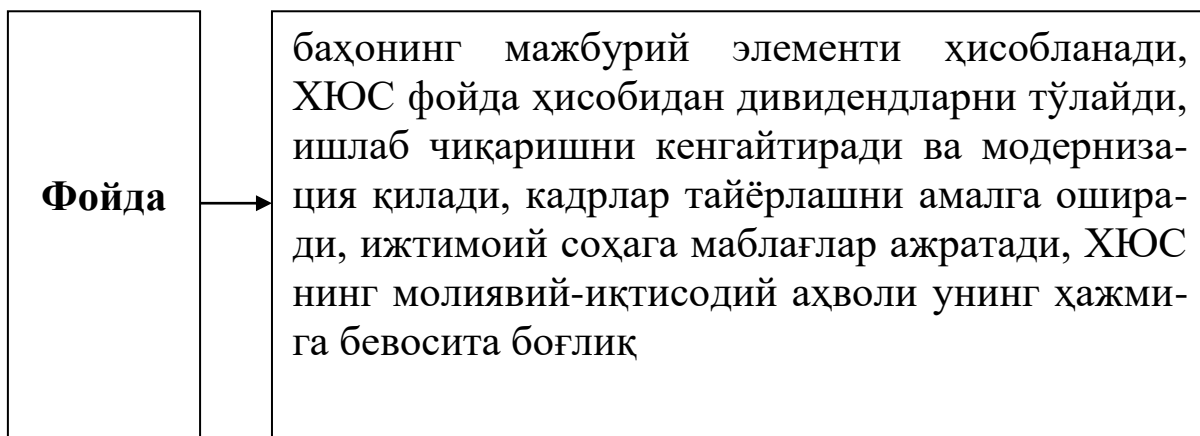 Фойда
баҳонинг мажбурий элементи ҳисобланади,
ХЮС фойда ҳисобидан дивидендларни тўлайди,
ишлаб чиқаришни кенгайтиради ва модерниза-
ция қилади, кадрлар тайёрлашни амалга ошира-
ди, ижтимоий соҳага маблағлар ажратади, ХЮС
нинг молиявий-иқтисодий аҳволи унинг ҳажми-
га бевосита боғлиқ